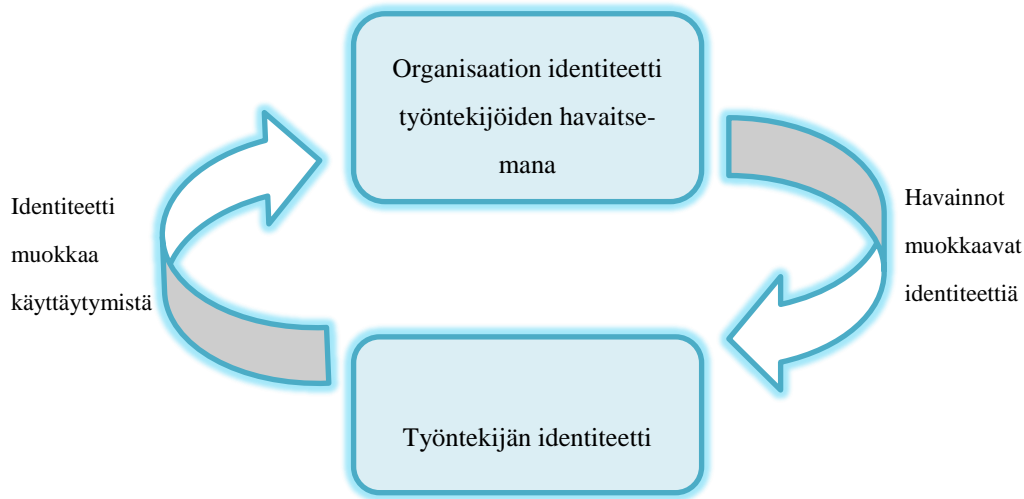 Organisaation identiteetti
työntekijöiden havaitse-
mana
Identiteetti
muokkaa
käyttäytymistä
Havainnot
muokkaavat
identiteettiä
Työntekijän identiteetti